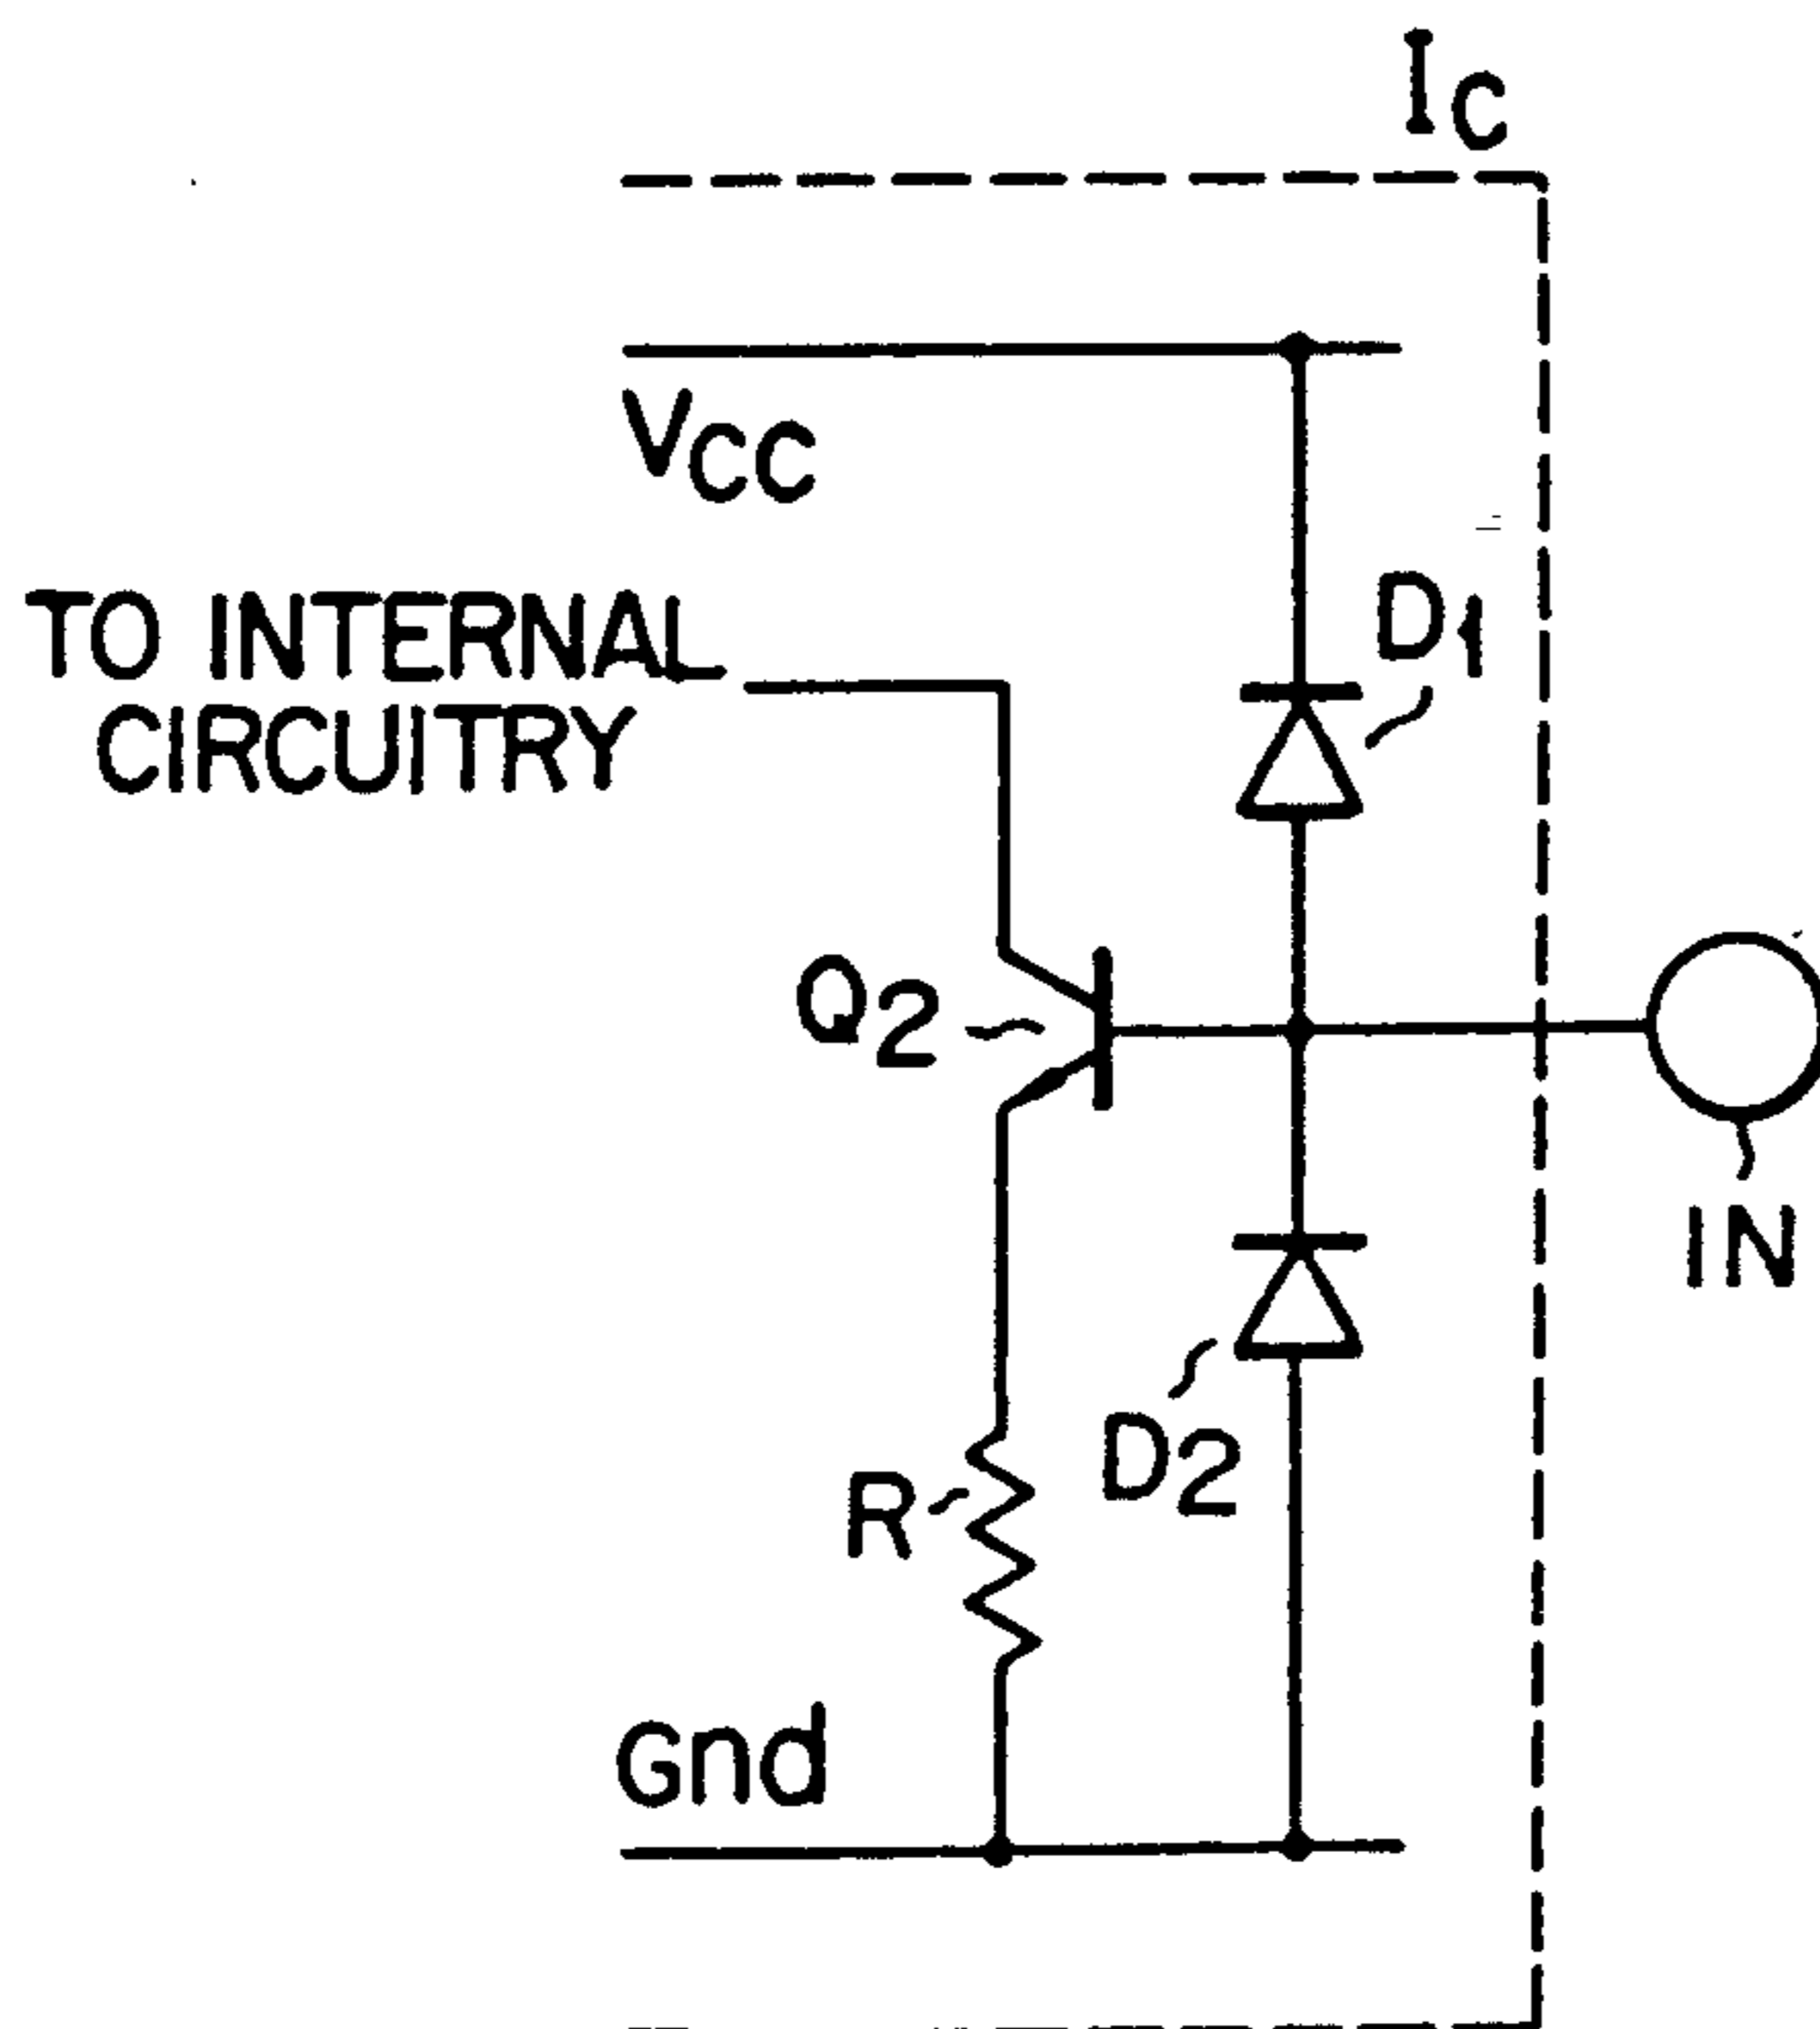 IC
VCC
TO INTERNAL
CIRCUITRY
D1
Q2
IN
D2
R
Gnd